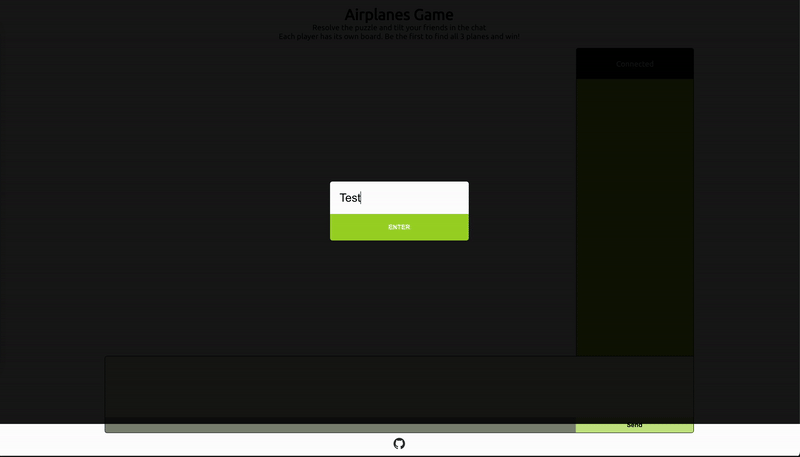 Airplanes Game
Resolve the puzzle and tilt your friends in the chat
Each player has its own board. Be the first to find all 3 planes and win!
Connected
Test
ENTER
Send